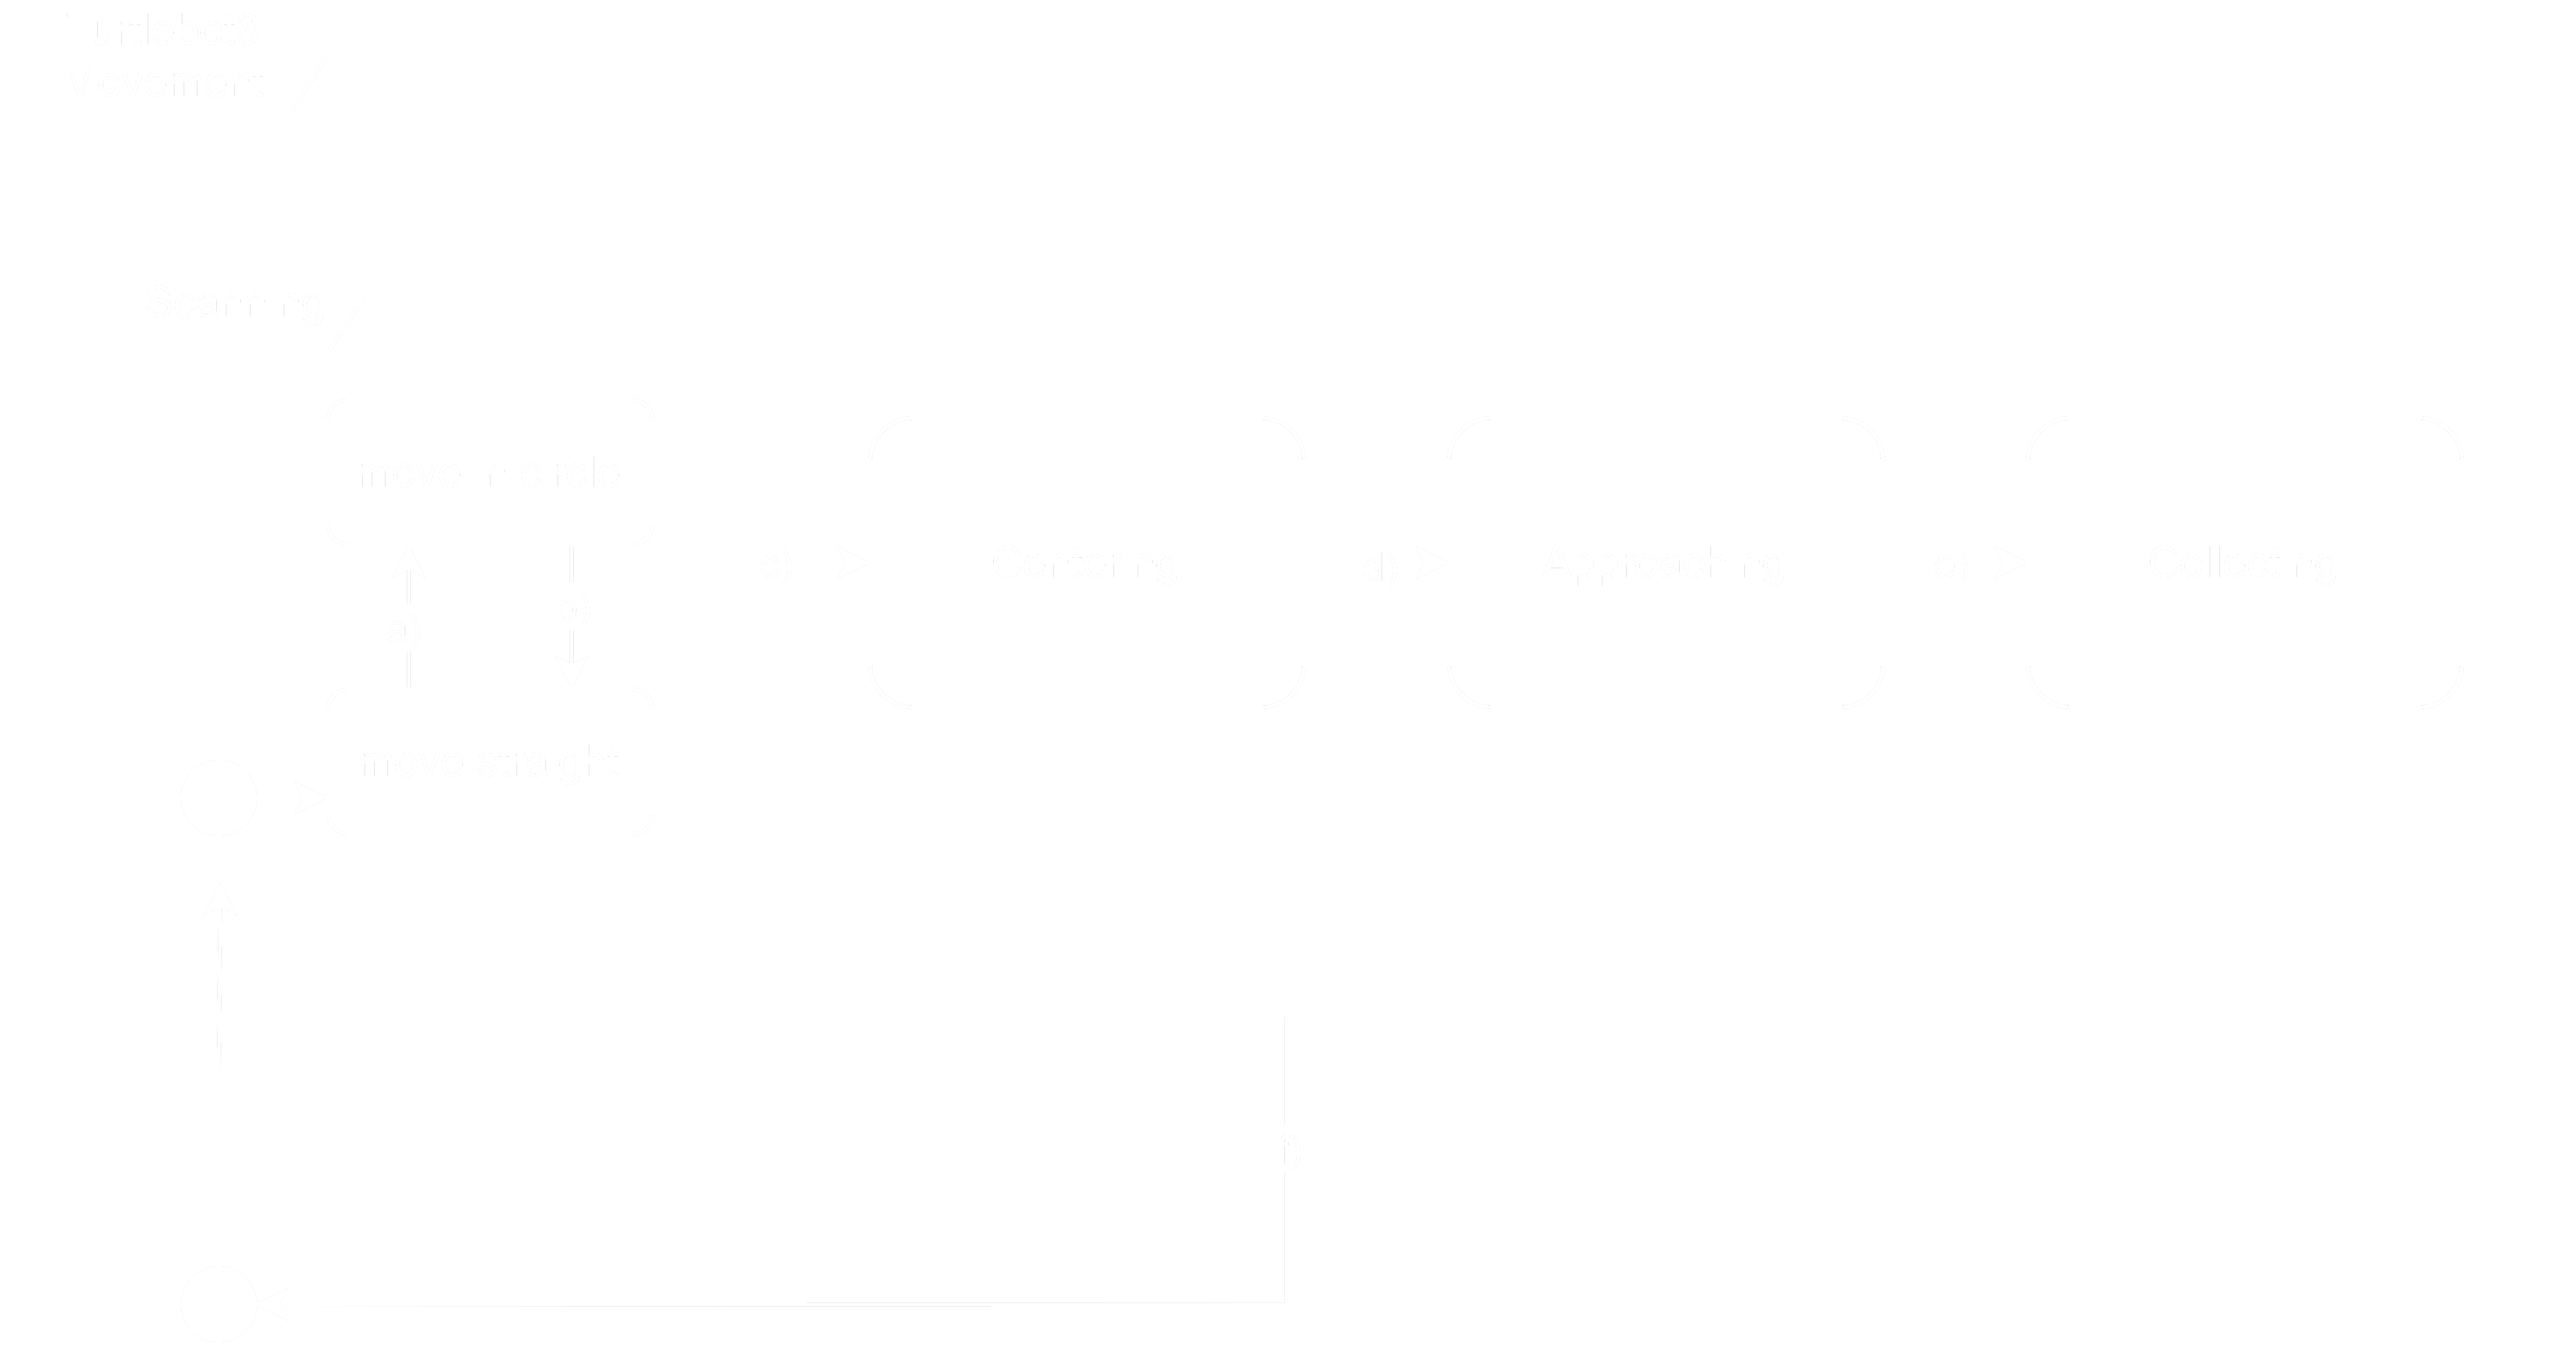 Turtlebot3
Movement
Scanning
move in circle
c)
Centering
d)
Approaching
e)
Collecting
a)
move straight
f)